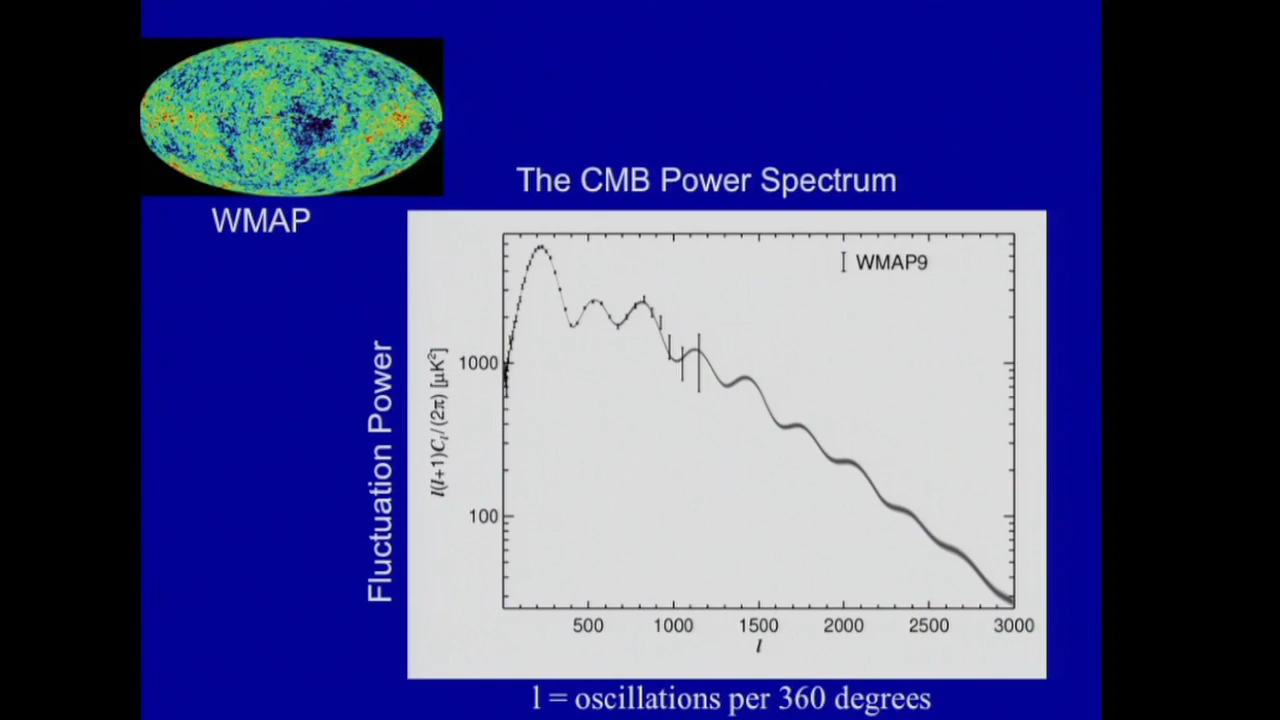 WMAP
The CMB Power Spectrum
WMAP9
Fluctuation Power
l(l+1)Cₗ/(2π) [μK²]
1000
100
500 1000 1500 2000 2500 3000
l
l = oscillations per 360 degrees